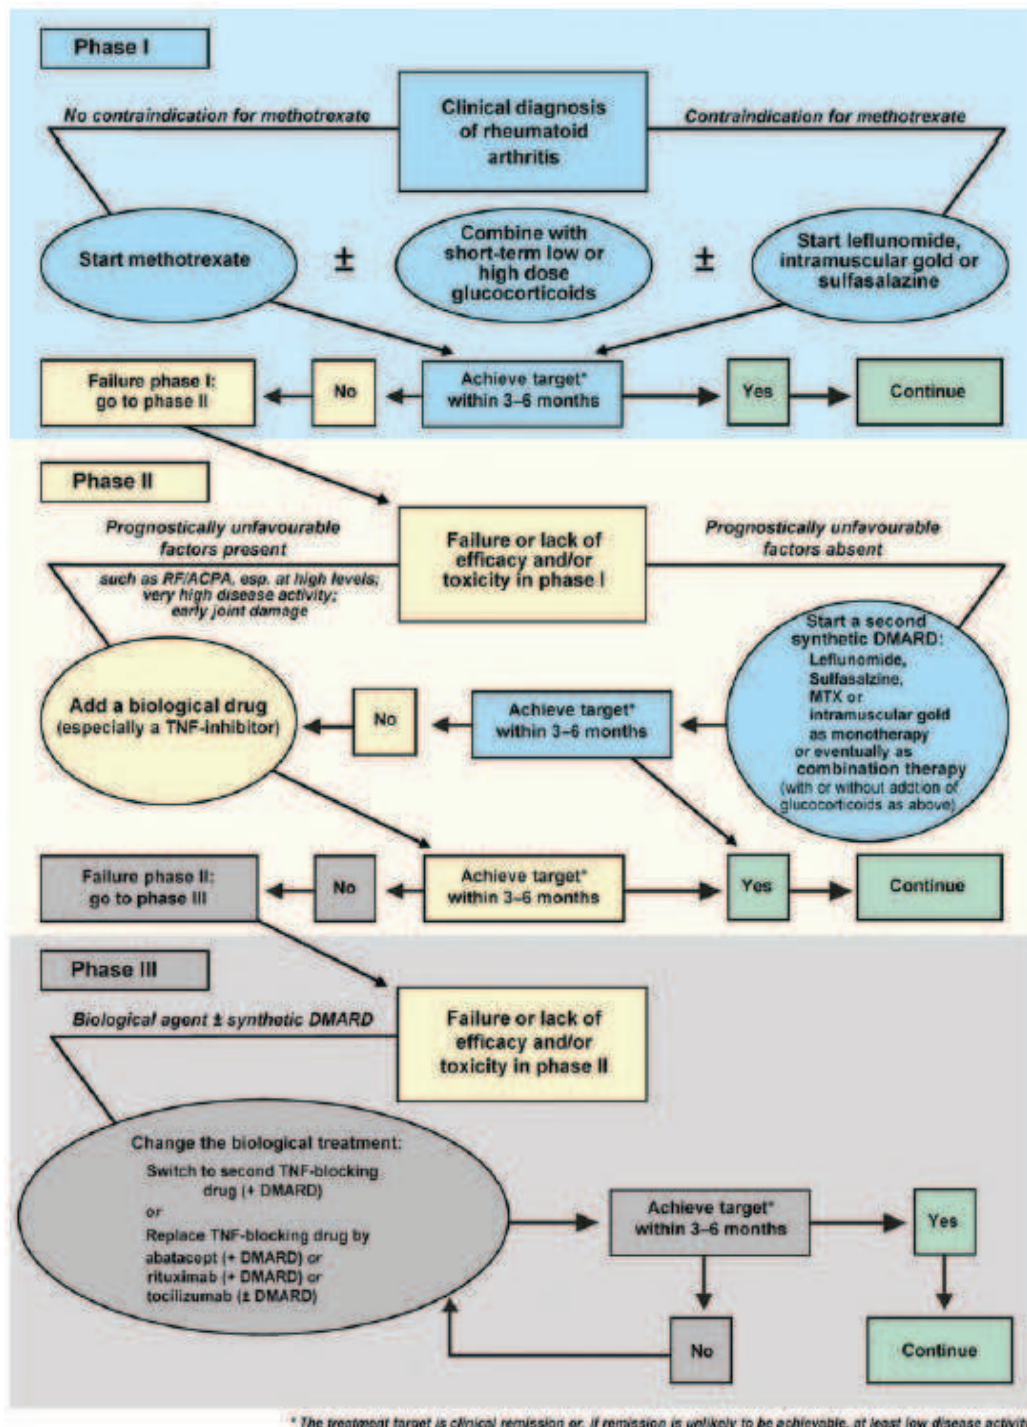 Phase I
No contraindication for methotrexate
Clinical diagnosis
of rheumatoid
arthritis
Contraindication for methotrexate
Start methotrexate
±
Combine with
short-term low or
high dose
glucocorticoids
±
Start leflunomide,
intramuscular gold or
sulfasalazine
Failure phase I:
go to phase II
No
Achieve target*
within 3–6 months
Yes
Continue
Phase II
Prognostically unfavourable
factors present
such as RF/ACPA, esp. at high levels;
very high disease activity;
early joint damage
Failure or lack of
efficacy and/or
toxicity in phase I
Prognostically unfavourable
factors absent
Add a biological drug
(especially a TNF-inhibitor)
No
Achieve target*
within 3–6 months
Start a second
synthetic DMARD:
Leflunomide,
Sulfasalzine,
MTX or
intramuscular gold
as monotherapy
or eventually as
combination therapy
(with or without addtion of
glucocorticoids as above)
Failure phase II:
go to phase III
No
Achieve target*
within 3–6 months
Yes
Continue
Phase III
Biological agent ± synthetic DMARD
Failure or lack of
efficacy and/or
toxicity in phase II
Change the biological treatment:
Switch to second TNF-blocking
drug (+ DMARD)
or
Replace TNF-blocking drug by
abatacept (+ DMARD) or
rituximab (+ DMARD) or
tocilizumab (± DMARD)
Achieve target*
within 3–6 months
Yes
No
Continue
* The treatment target is clinical remission or, if remission is unlikely to be achievable, at least low disease